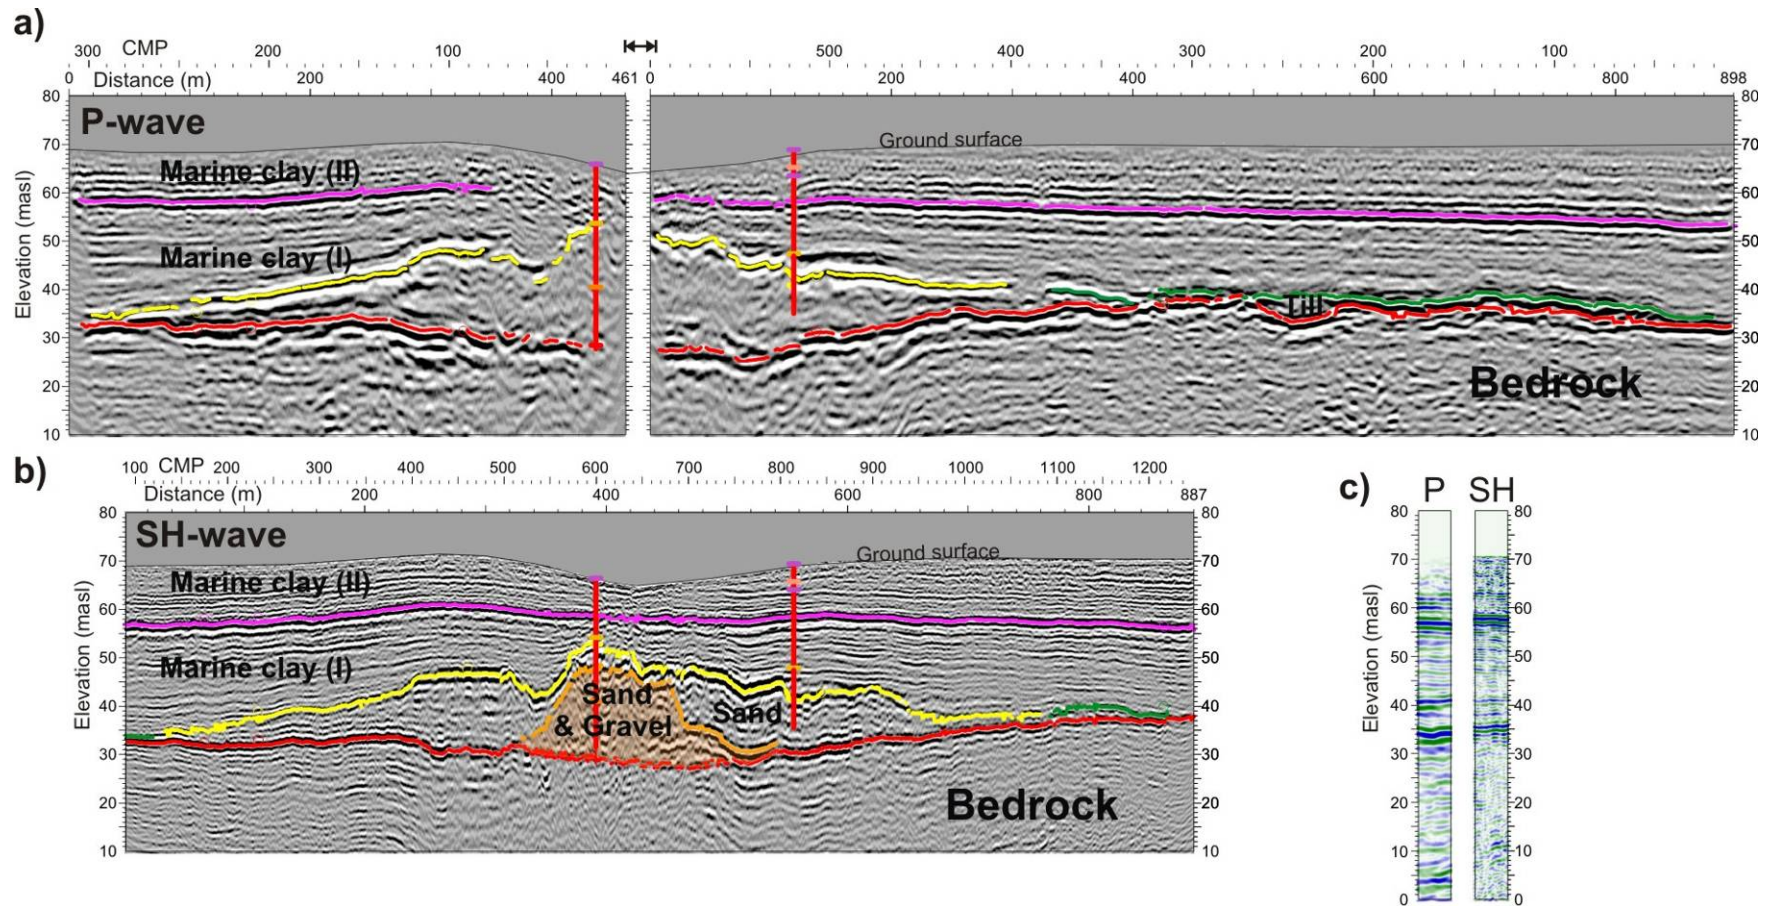 a)
300 CMP 200 100 500 400 300 200 100
0 Distance (m) 200 400 461 0 200 400 600 800 898
80 P-wave 80
70 Ground surface 70
Marine clay (II)
60 60
50 50
Marine clay (I)
40 40
Till
30 30
Bedrock
20 20
10 10
Elevation (masl)
b)
100 CMP 200 300 400 500 600 700 800 900 1000 1100 1200
Distance (m) 200 400 600 800 887
80 SH-wave 80
70 Ground surface 70
Marine clay (II)
60 60
50 50
Marine clay (I)
40 40
Sand
& Gravel
Sand
30 30
20 Bedrock 20
10 10
Elevation (masl)
c)
P SH
80 80
70 70
60 60
50 50
40 40
30 30
20 20
10 10
0 0
Elevation (masl)